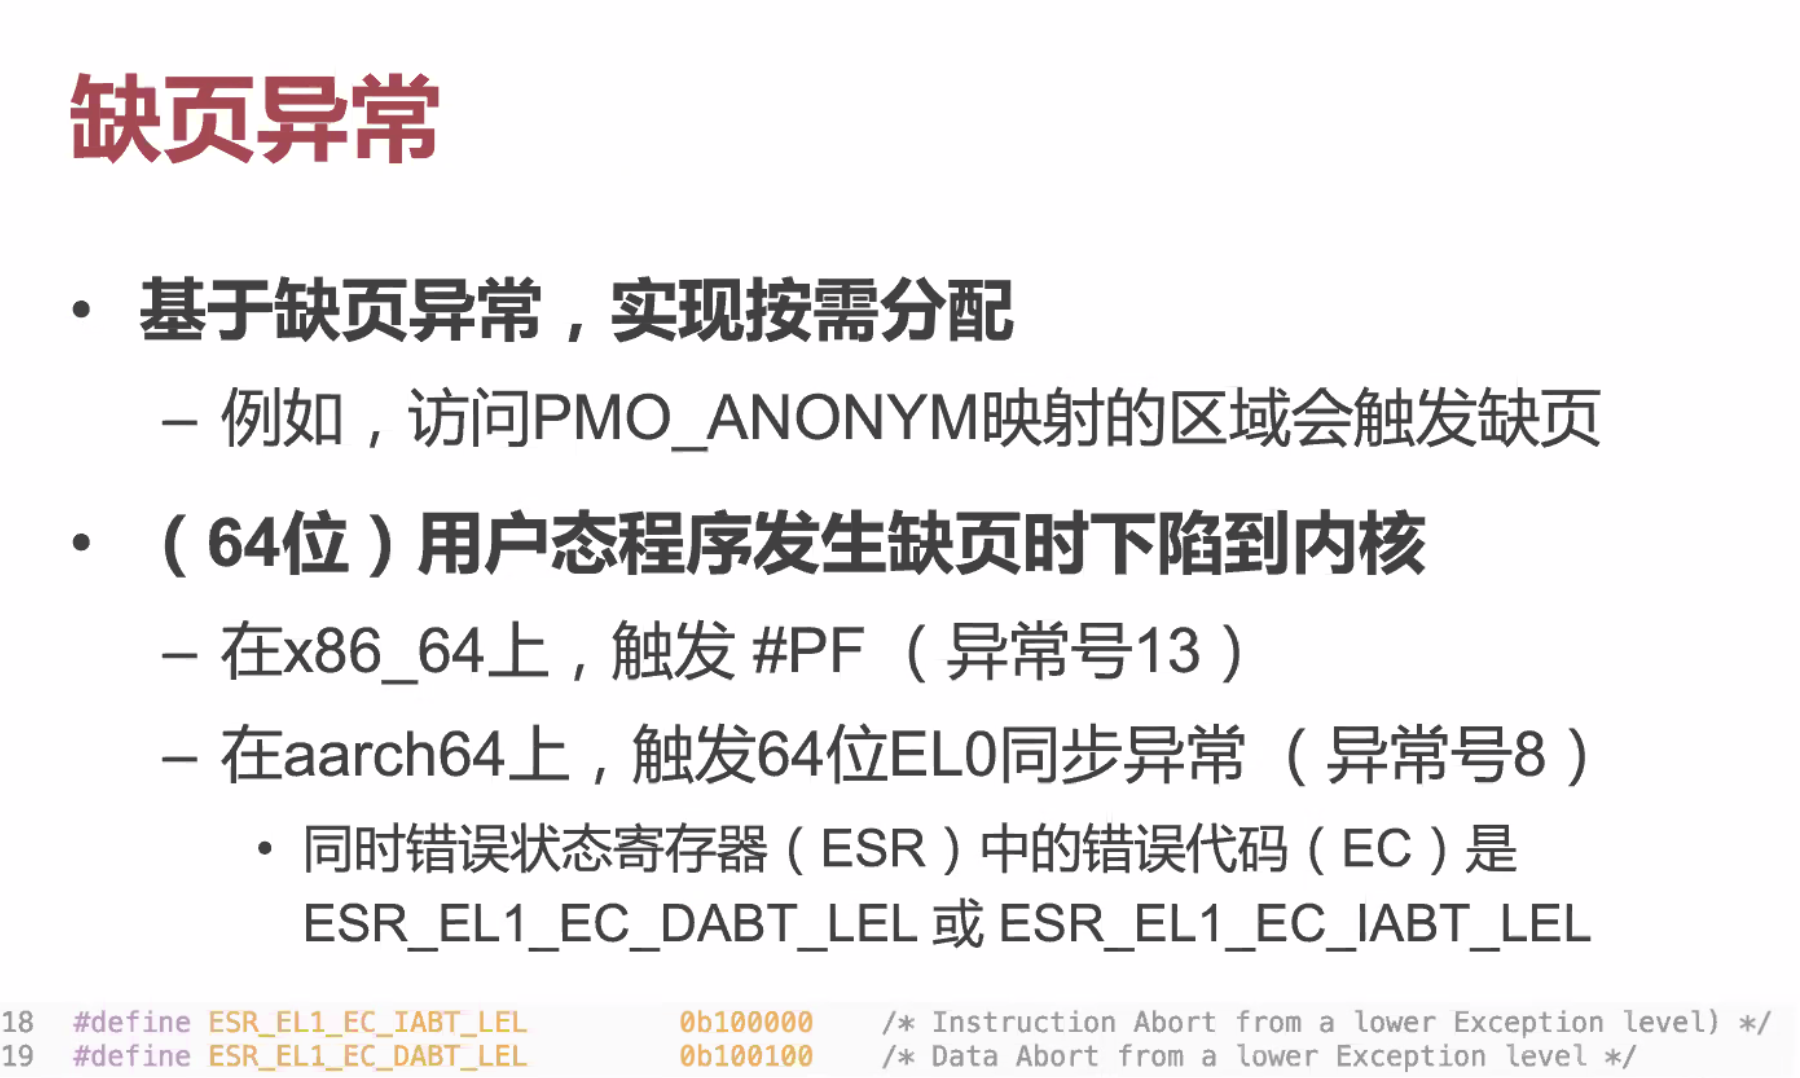 缺页异常
• 基于缺页异常，实现按需分配
– 例如，访问PMO_ANONYM映射的区域会触发缺页
• （64位）用户态程序发生缺页时下陷到内核
– 在x86_64上，触发 #PF （异常号13）
– 在aarch64上，触发64位EL0同步异常 （异常号8）
• 同时错误状态寄存器（ESR）中的错误代码（EC）是
ESR_EL1_EC_DABT_LEL 或 ESR_EL1_EC_IABT_LEL
18 #define ESR_EL1_EC_IABT_LEL 0b100000 /* Instruction Abort from a lower Exception level) */
19 #define ESR_EL1_EC_DABT_LEL 0b100100 /* Data Abort from a lower Exception level */